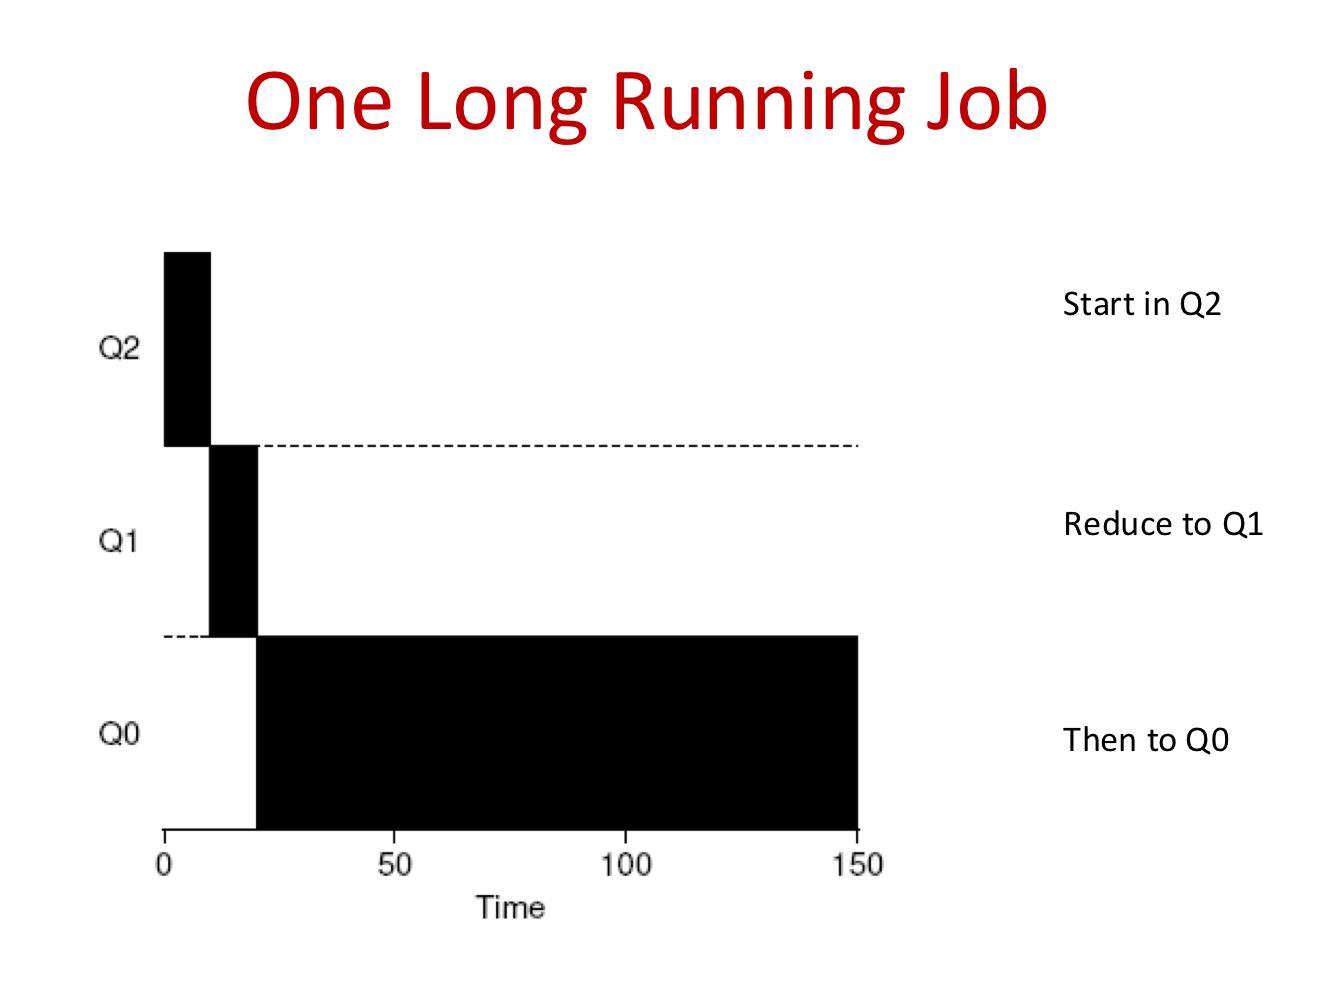 One Long Running Job
Start in Q2
Q2
Reduce to Q1
Q1
Q0
Then to Q0
0 50 100 150
Time